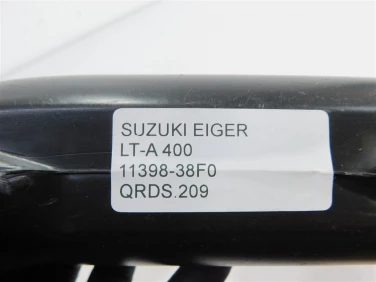 SUZUKI EIGER
LT-A 400
11398-38F0
QRDS.209